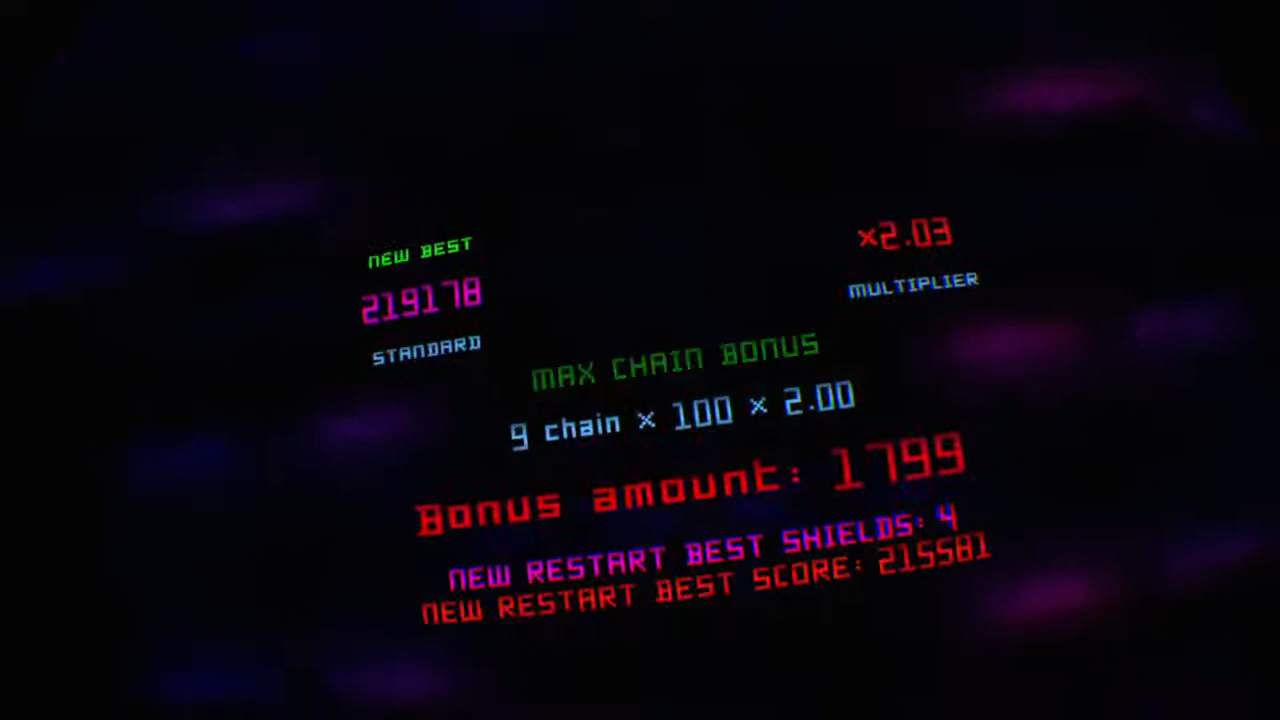 NEW BEST
219178
STANDARD
×2.03
MULTIPLIER
MAX CHAIN BONUS
9 chain × 100 × 2.00
Bonus amount: 1799
NEW RESTART BEST SHIELDS: 4
NEW RESTART BEST SCORE: 215581